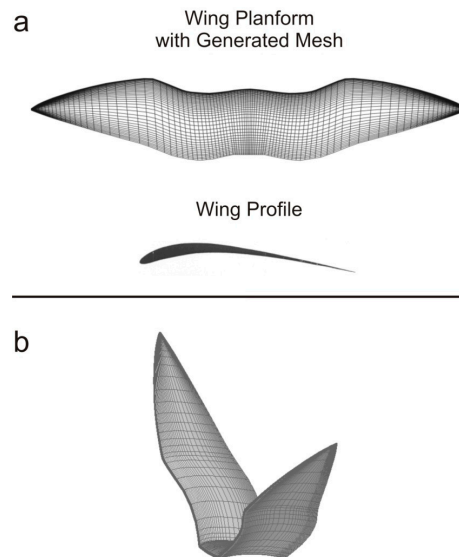 a
Wing Planform
with Generated Mesh
Wing Profile
b